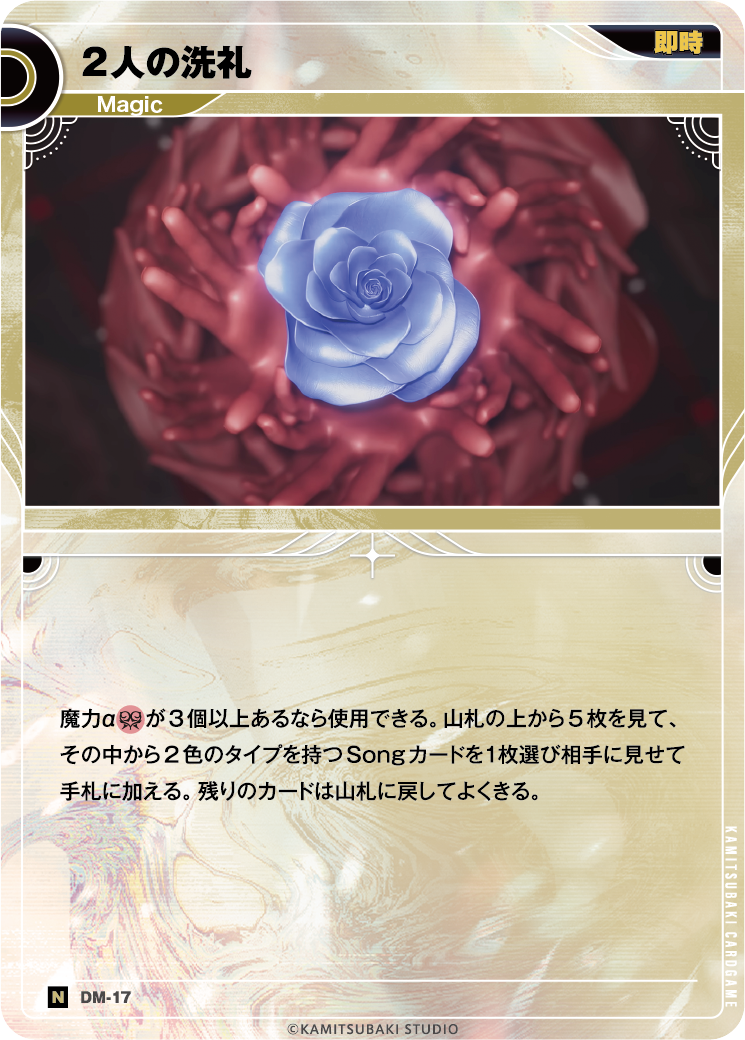 2人の洗礼
即時
Magic
魔力α が3個以上あるなら使用できる。山札の上から5枚を見て、
その中から2色のタイプを持つSongカードを1枚選び相手に見せて
手札に加える。残りのカードは山札に戻してよくきる。
KAMITSUBAKI CARDGAME
N DM-17
©KAMITSUBAKI STUDIO